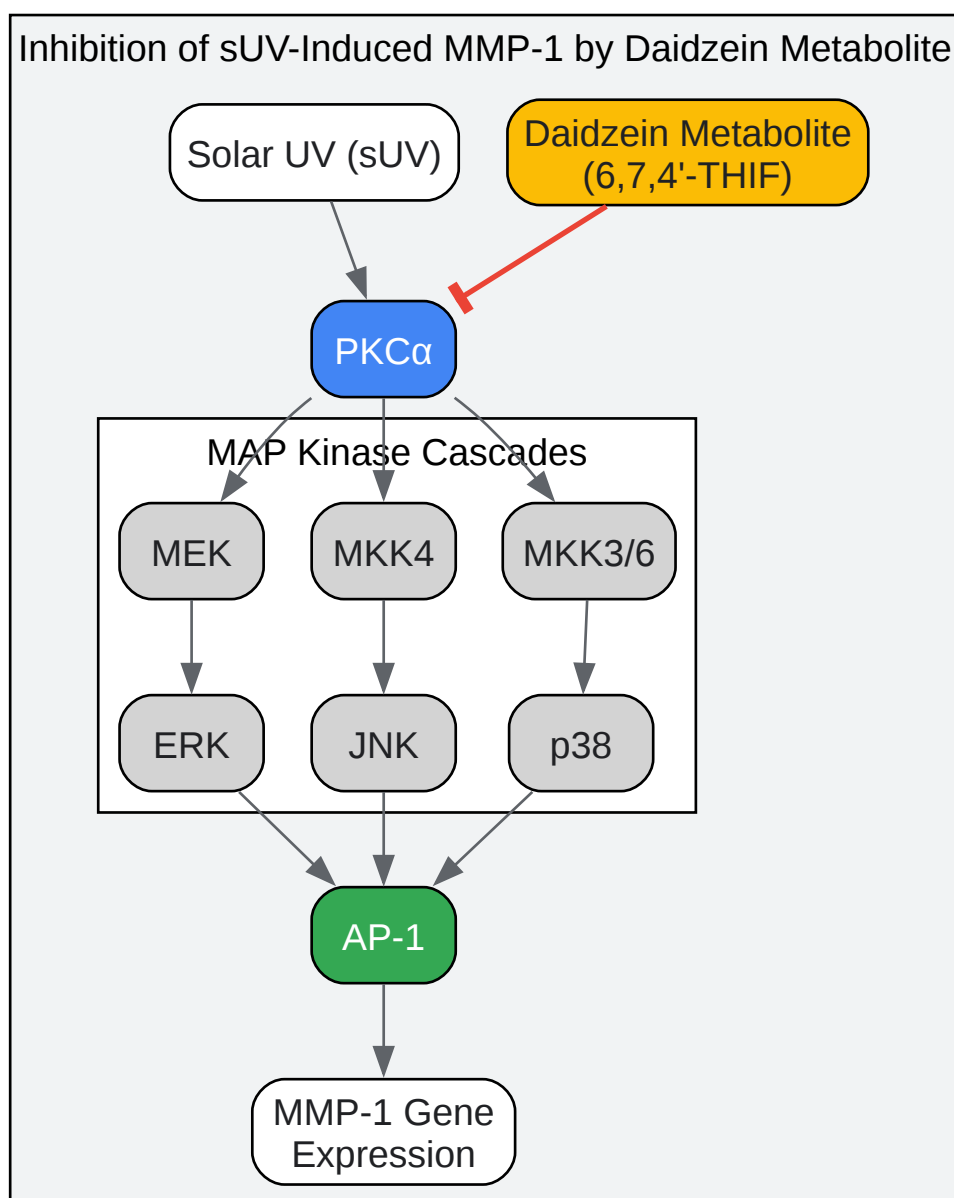 Inhibition of sUV-Induced MMP-1 by Daidzein Metabolite
Solar UV (sUV)
Daidzein Metabolite
(6,7,4'-THIF)
PKCα
MAP Kinase Cascades
MEK
MKK4
MKK3/6
ERK
JNK
p38
AP-1
MMP-1 Gene
Expression